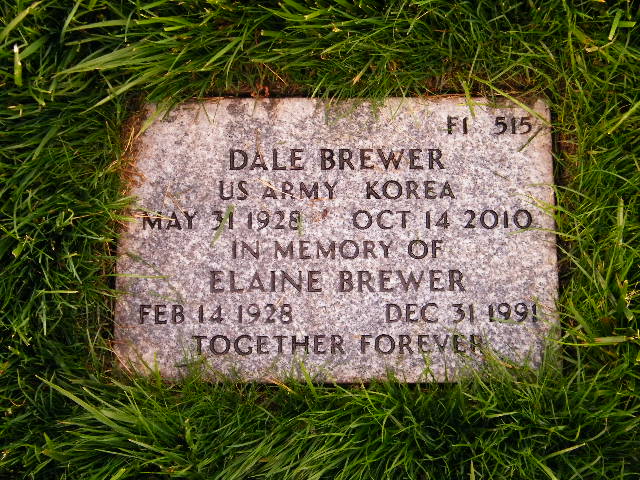 F1 515
DALE BREWER
US ARMY KOREA
MAY 31 1928 OCT 14 2010
IN MEMORY OF
ELAINE BREWER
FEB 14 1928 DEC 31 1991
TOGETHER FOREVER